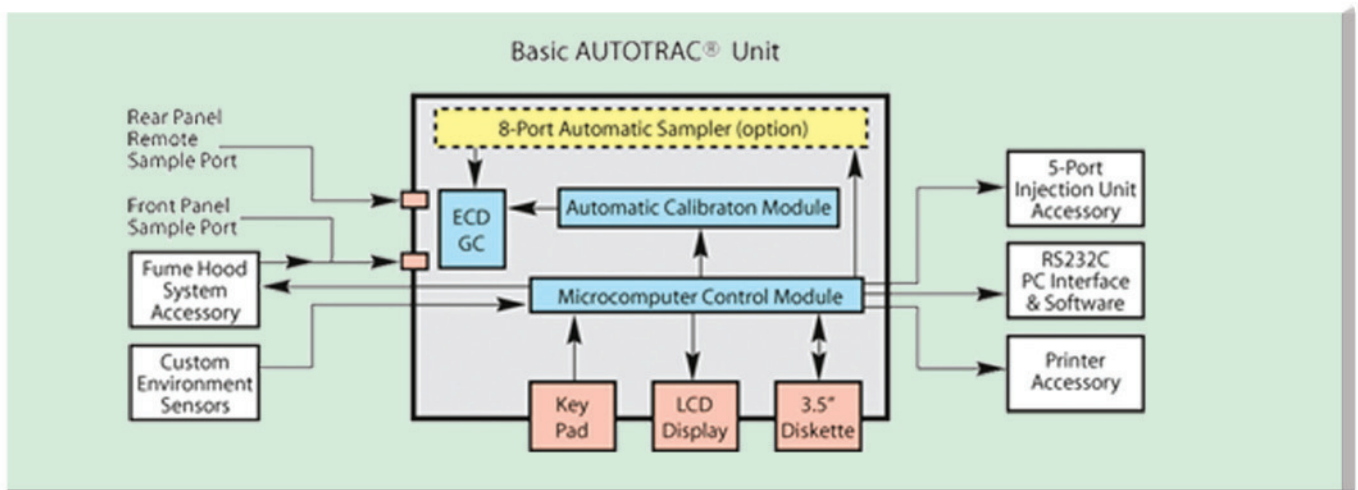 Basic AUTOTRAC® Unit
Rear Panel
Remote
Sample Port
Front Panel
Sample Port
Fume Hood
System
Accessory
Custom
Environment
Sensors
8-Port Automatic Sampler (option)
ECD
GC
Automatic Calibraton Module
Microcomputer Control Module
Key
Pad
LCD
Display
3.5"
Diskette
5-Port
Injection Unit
Accessory
RS232C
PC Interface
& Software
Printer
Accessory